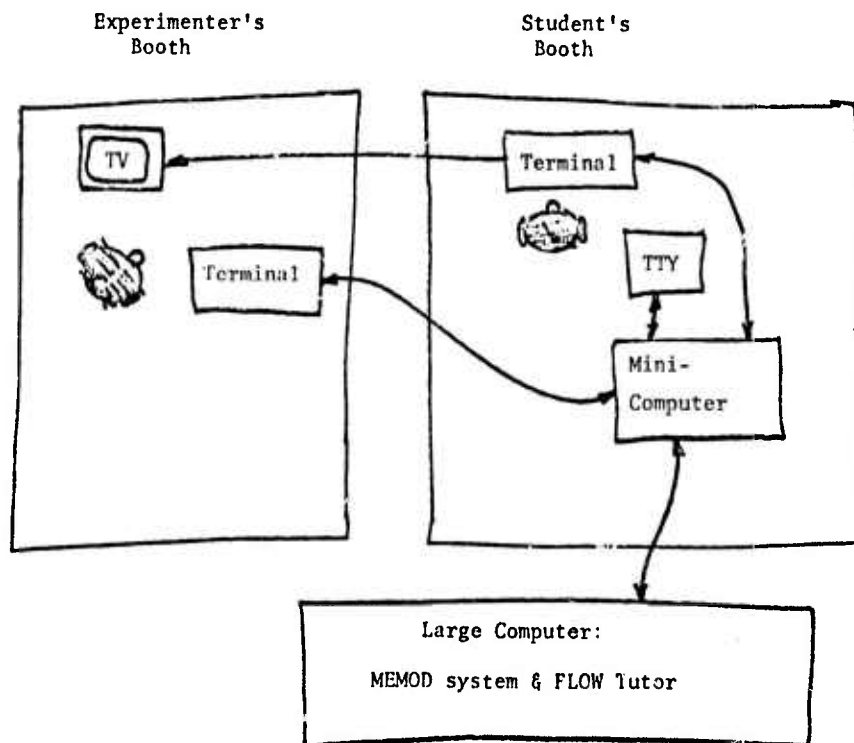 Experimenter's
Booth
Student's
Booth
TV
Terminal
Terminal
TTY
Mini-
Computer
Large Computer:
MEMOD system & FLOW Tutor